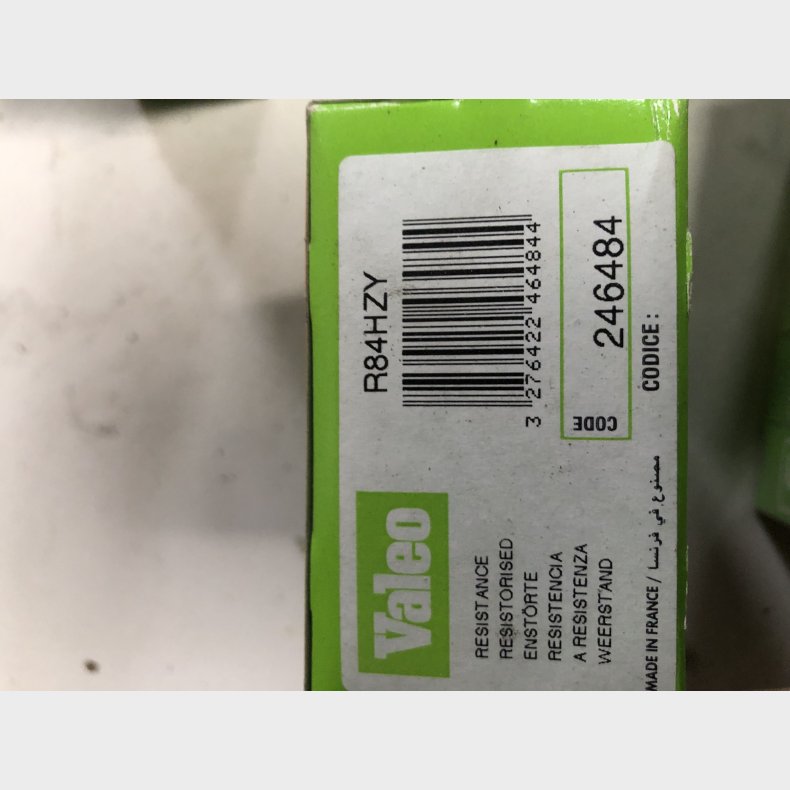 Valeo
R84HZY
3 276422 464844
CODE
246484
CODICE :
RESISTANCE
RESISTORISED
ENSTÖRTE
RESISTENCIA
A RESISTENZA
WEERSTAND
MADE IN FRANCE / مصنوع في فرنسا